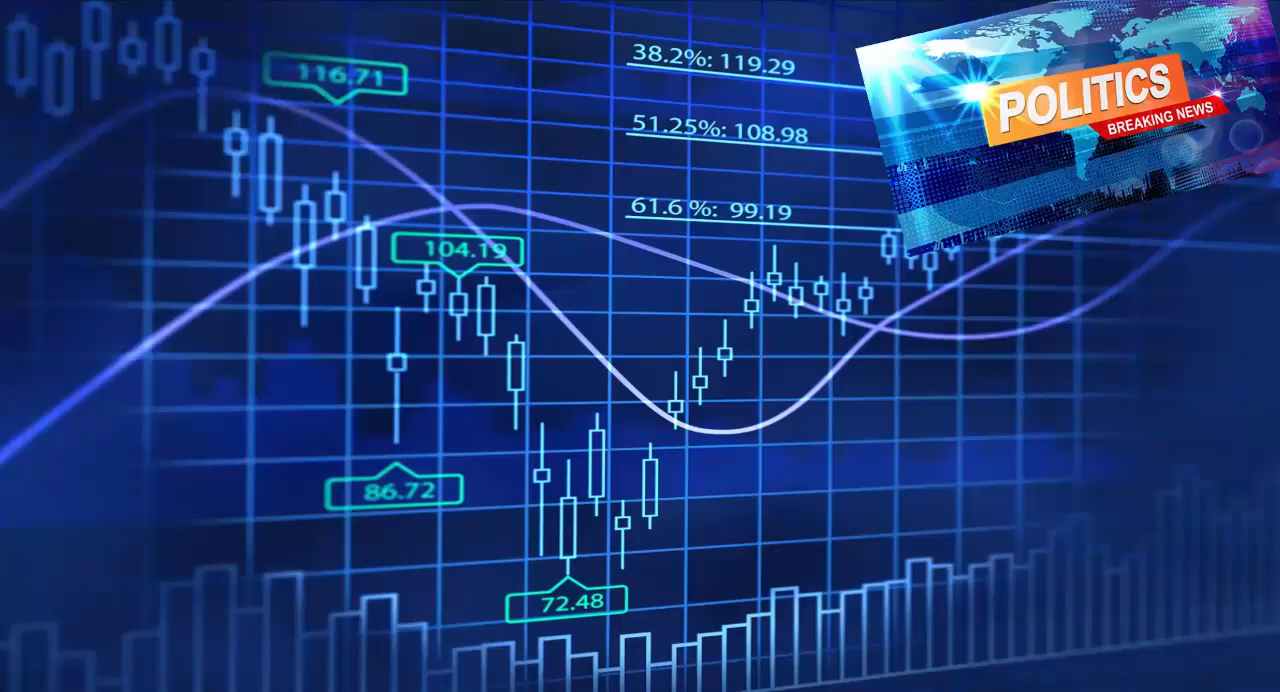 116.71
38.2%: 119.29
51.25%: 108.98
61.6 %: 99.19
POLITICS
BREAKING NEWS
104.19
86.72
72.48